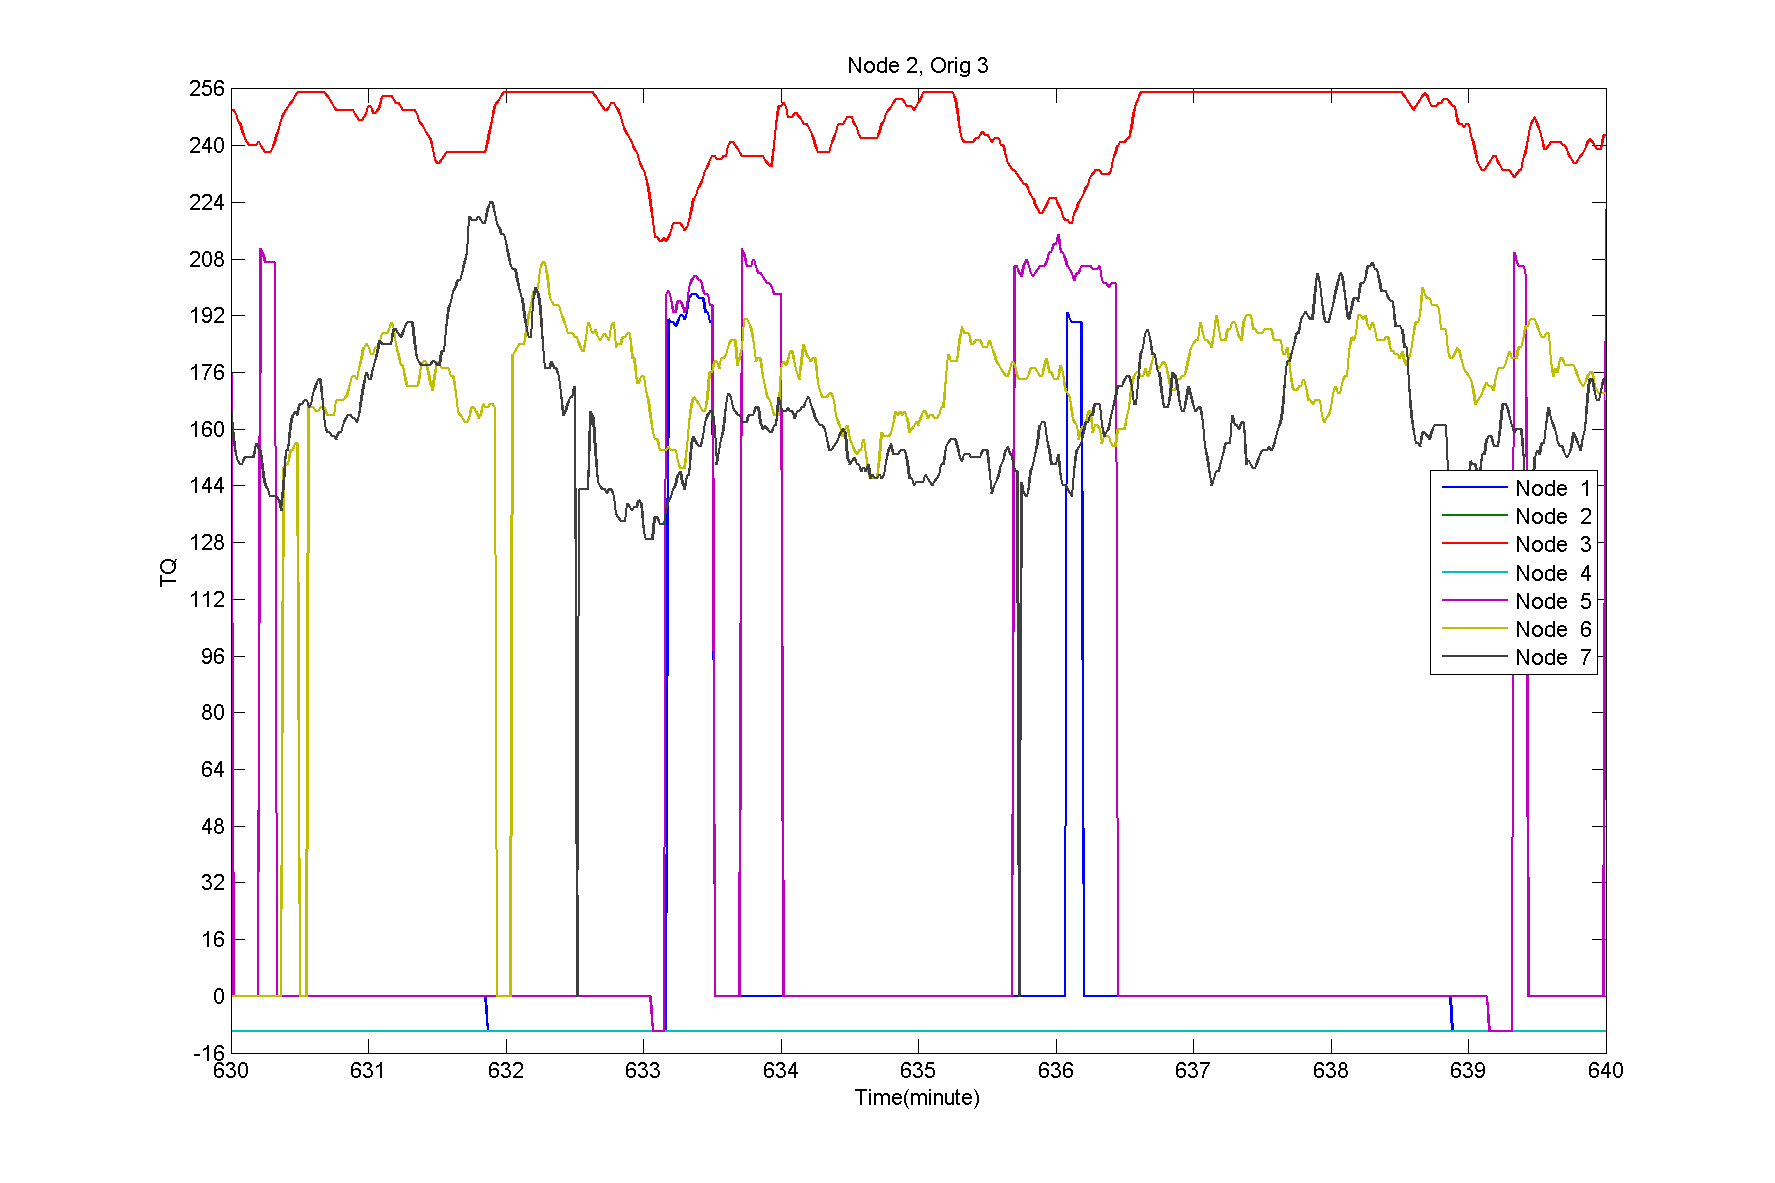 Node 2, Orig 3
256
240
224
208
192
176
160
144
128
112
96
80
64
48
32
16
0
-16
TQ
630 631 632 633 634 635 636 637 638 639 640
Time(minute)
Node 1
Node 2
Node 3
Node 4
Node 5
Node 6
Node 7